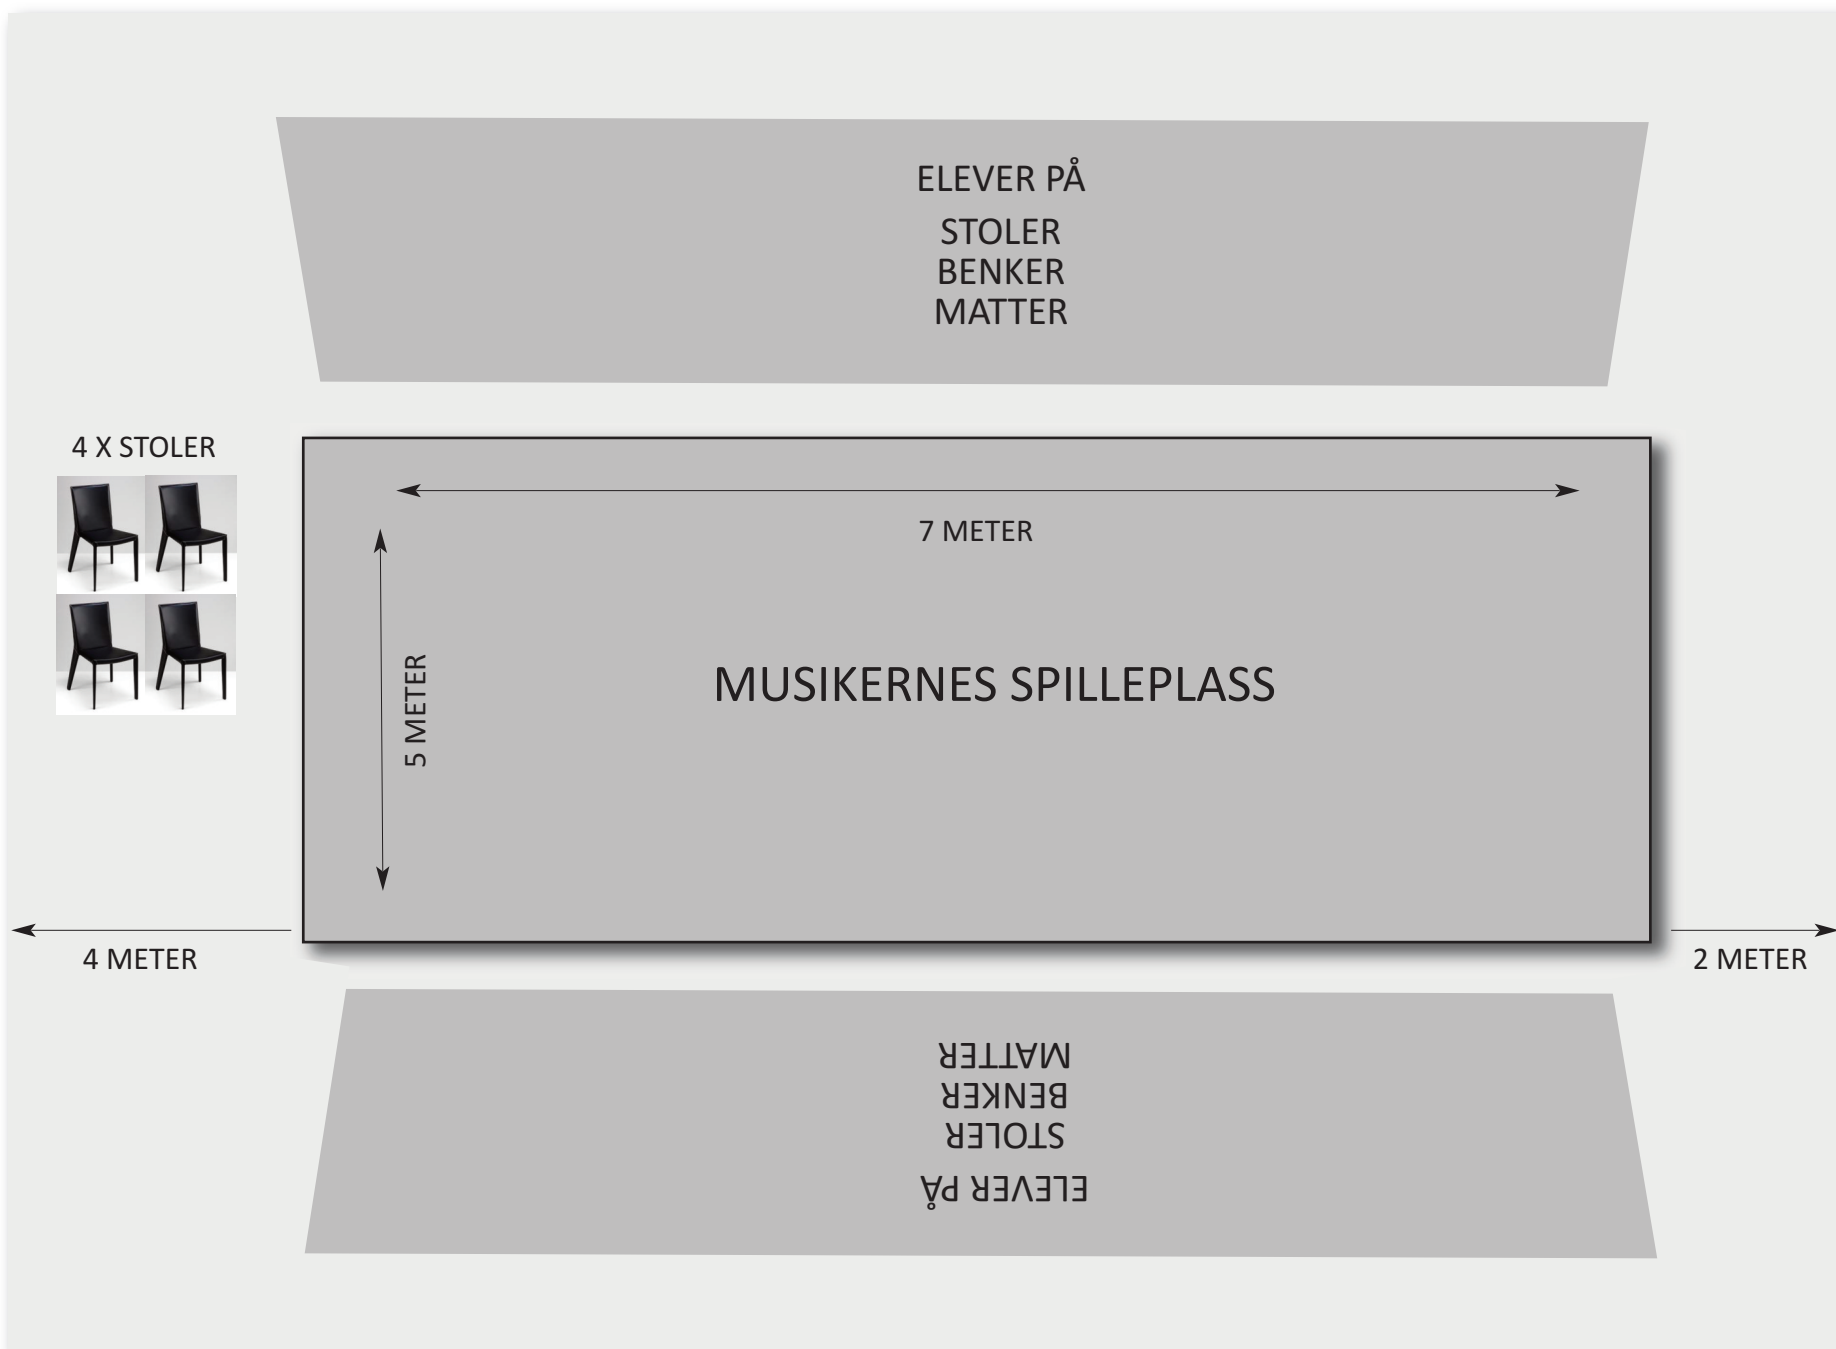 ELEVER PÅ
STOLER
BENKER
MATTER
4 X STOLER
7 METER
5 METER
MUSIKERNES SPILLEPLASS
4 METER
2 METER
ELEVER PÅ
STOLER
BENKER
MATTER